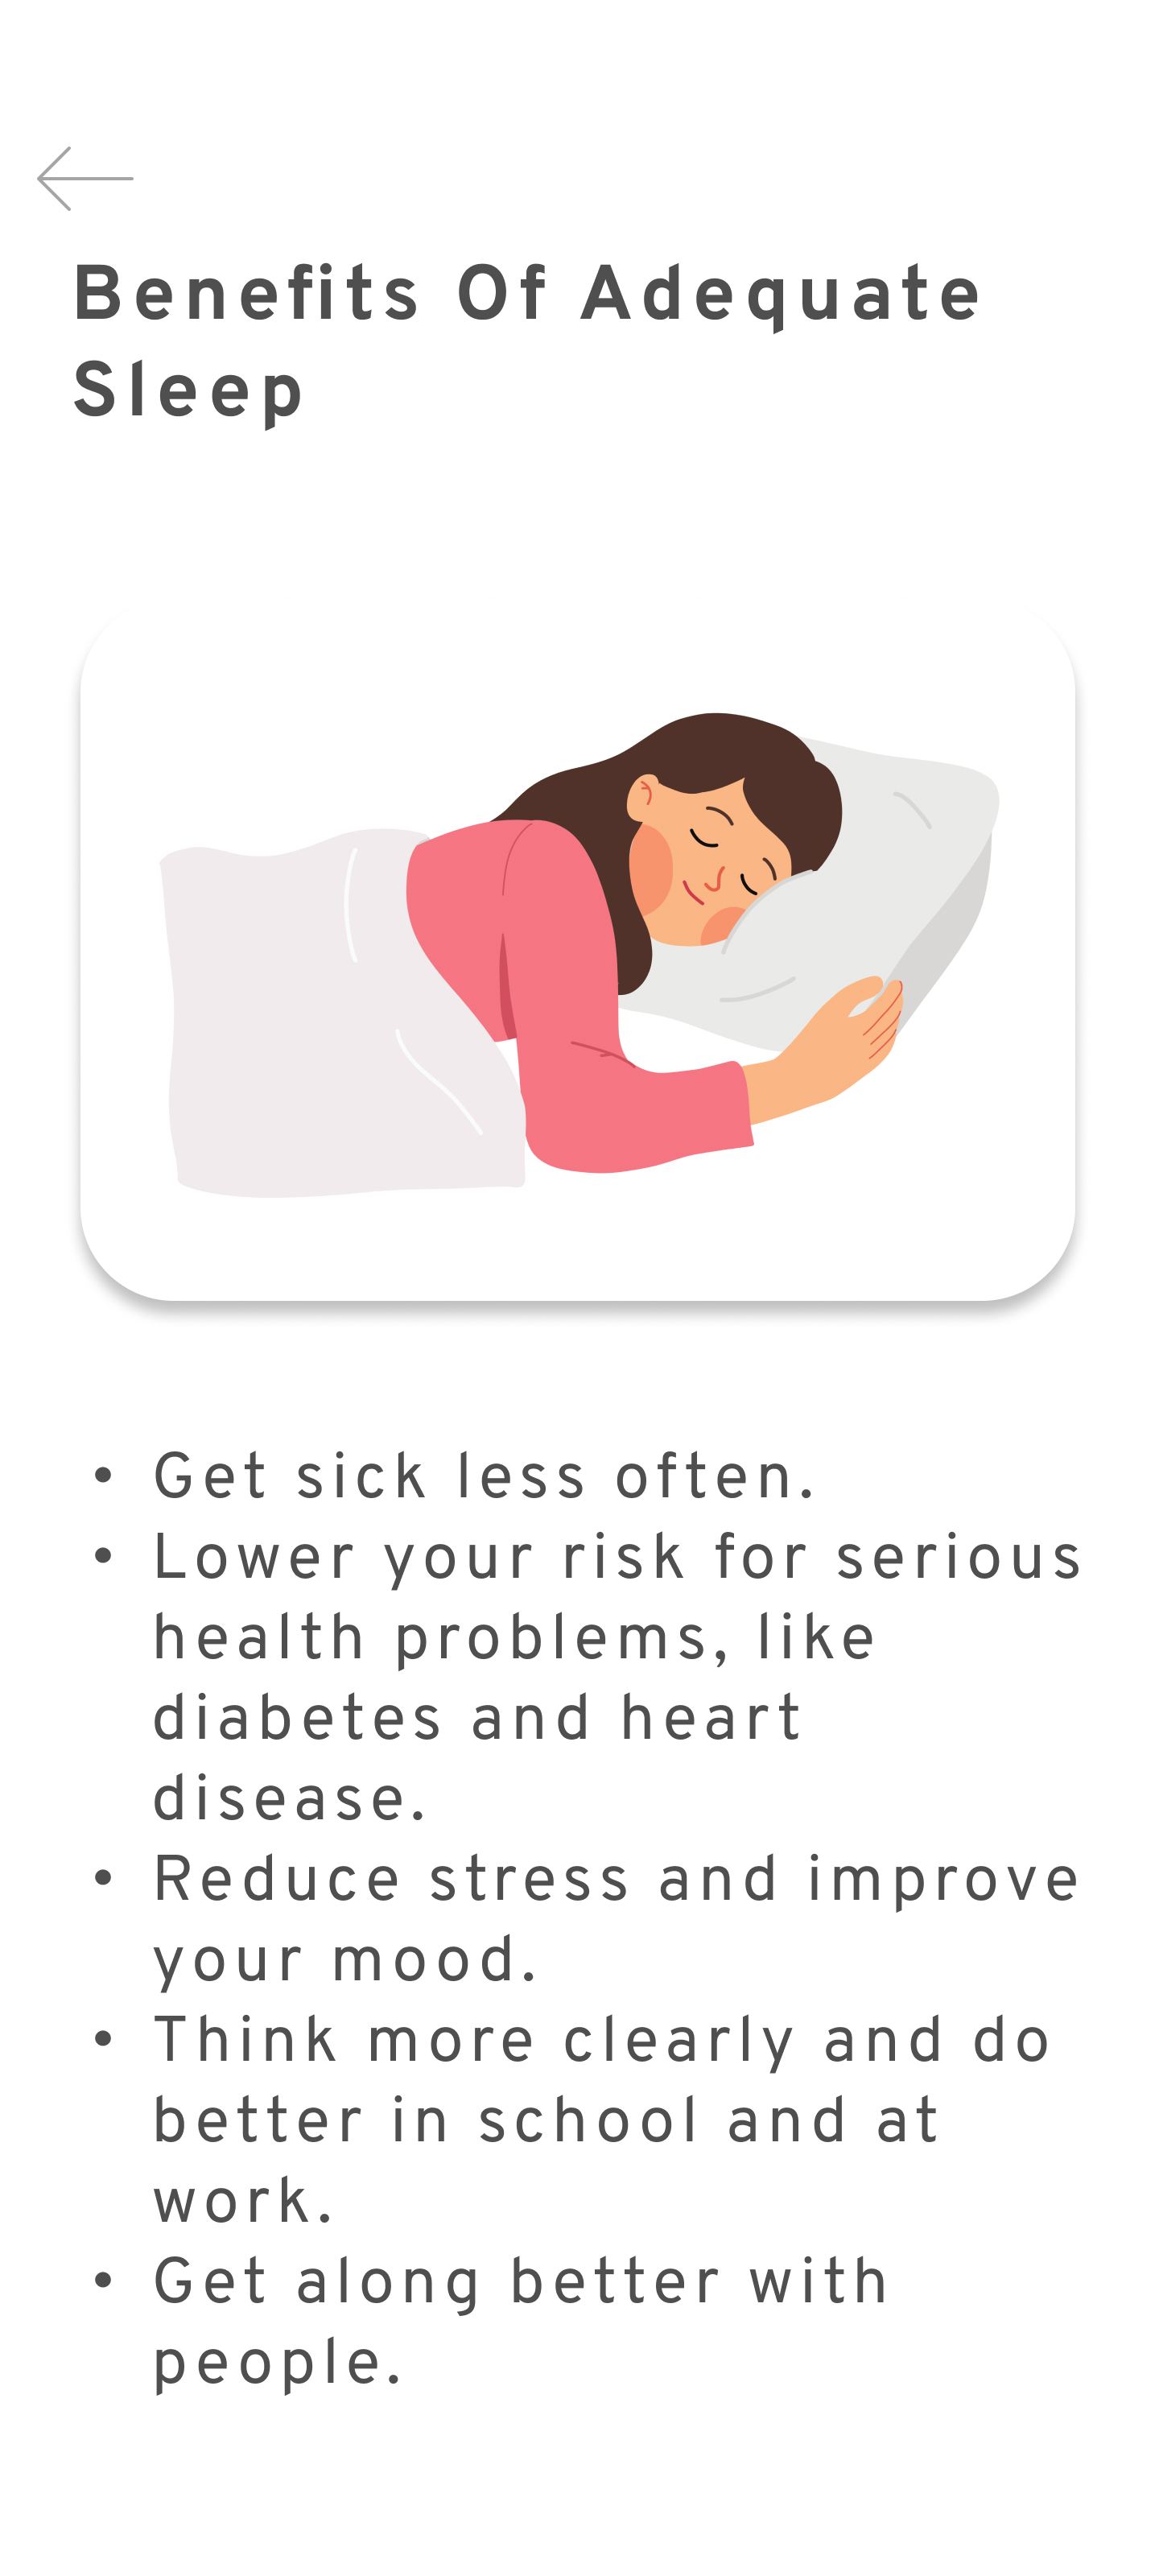 Benefits Of Adequate
Sleep
• Get sick less often.
• Lower your risk for serious
health problems, like
diabetes and heart
disease.
• Reduce stress and improve
your mood.
• Think more clearly and do
better in school and at
work.
• Get along better with
people.